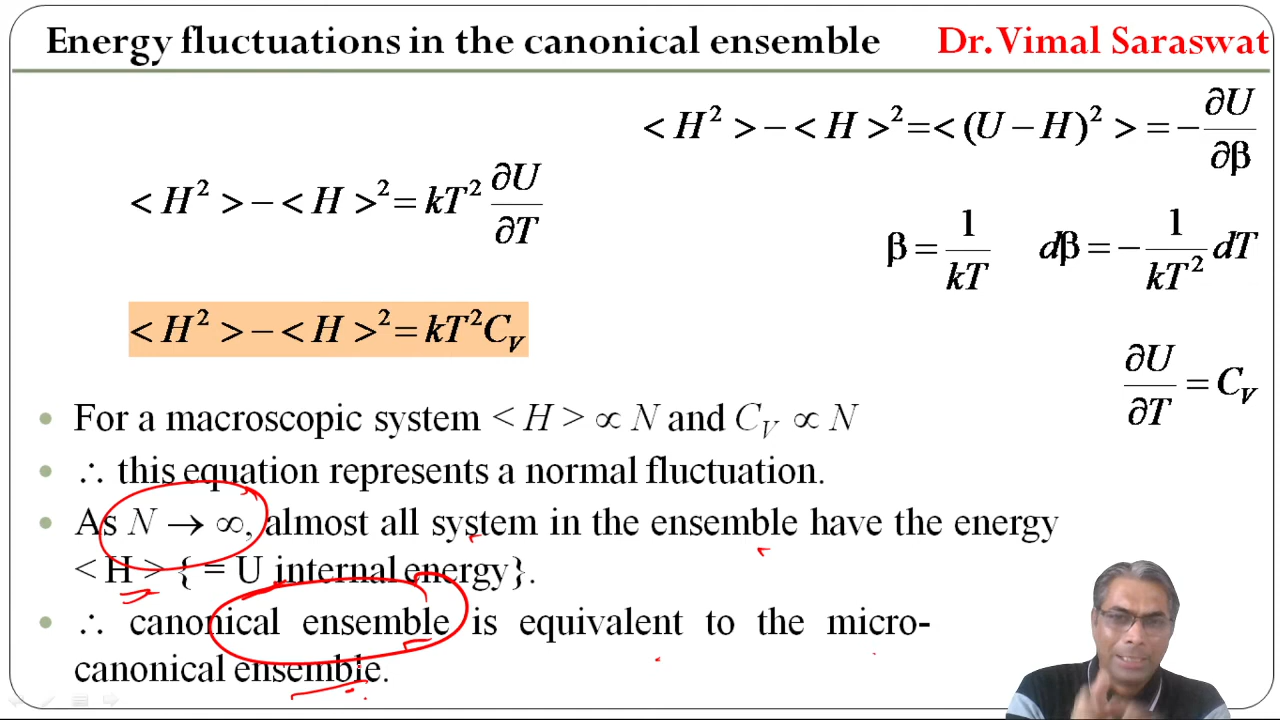 Energy fluctuations in the canonical ensemble Dr. Vimal Saraswat
< H² > − < H >² = < (U − H)² > = − ∂U/∂β
< H² > − < H >² = kT² ∂U/∂T
β = 1/kT dβ = − 1/kT² dT
< H² > − < H >² = kT² C_V
∂U/∂T = C_V
• For a macroscopic system < H > ∝ N and C_V ∝ N
• ∴ this equation represents a normal fluctuation.
• As N → ∞, almost all system in the ensemble have the energy
< H > { = U internal energy}.
• ∴ canonical ensemble is equivalent to the micro-
canonical ensemble.